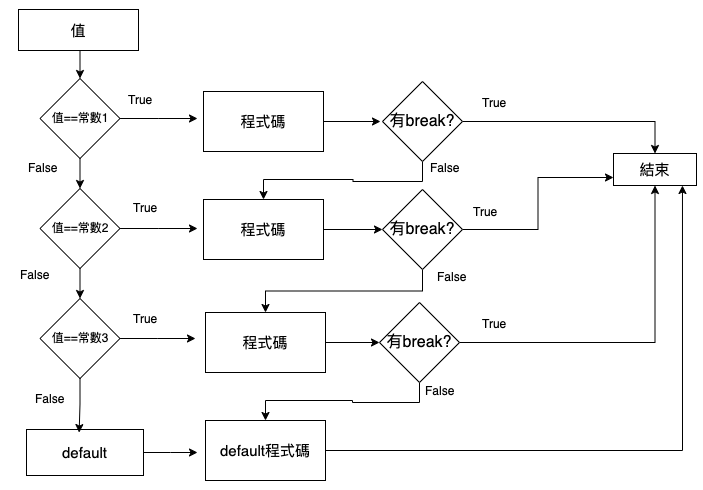 值
值==常數1
True
程式碼
有break?
True
False
False
結束
值==常數2
True
程式碼
有break?
True
False
False
值==常數3
True
程式碼
有break?
True
False
False
default
default程式碼